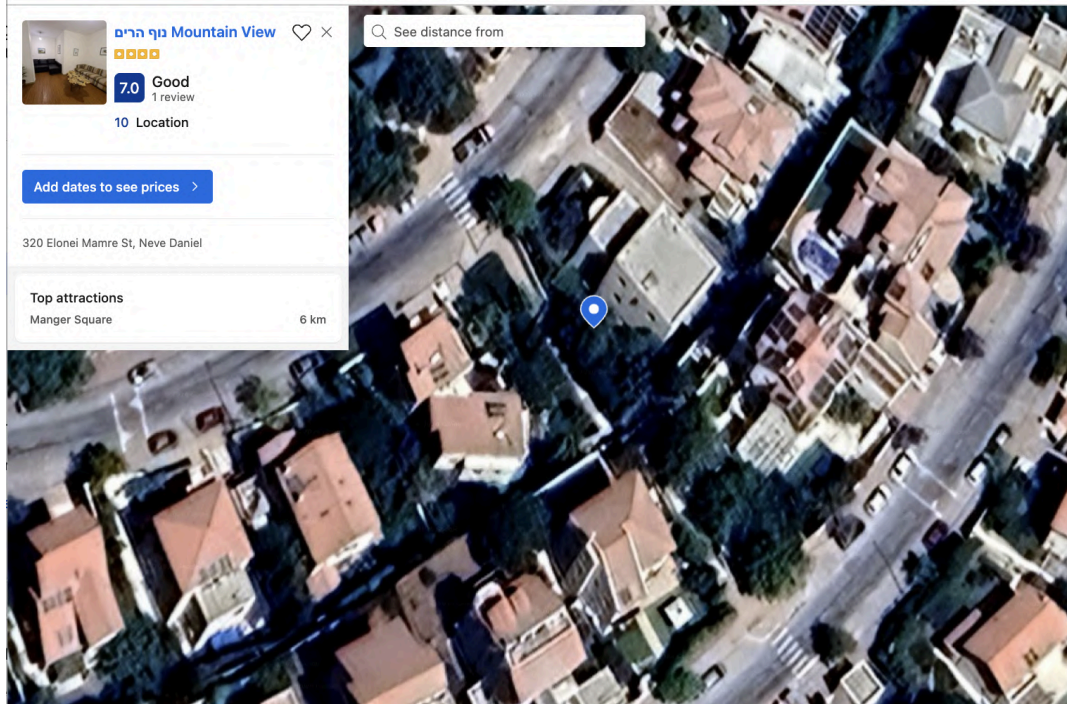 נוף הרים Mountain View
7.0
Good
1 review
10 Location
Add dates to see prices
320 Elonei Mamre St, Neve Daniel
Top attractions
Manger Square 6 km
See distance from